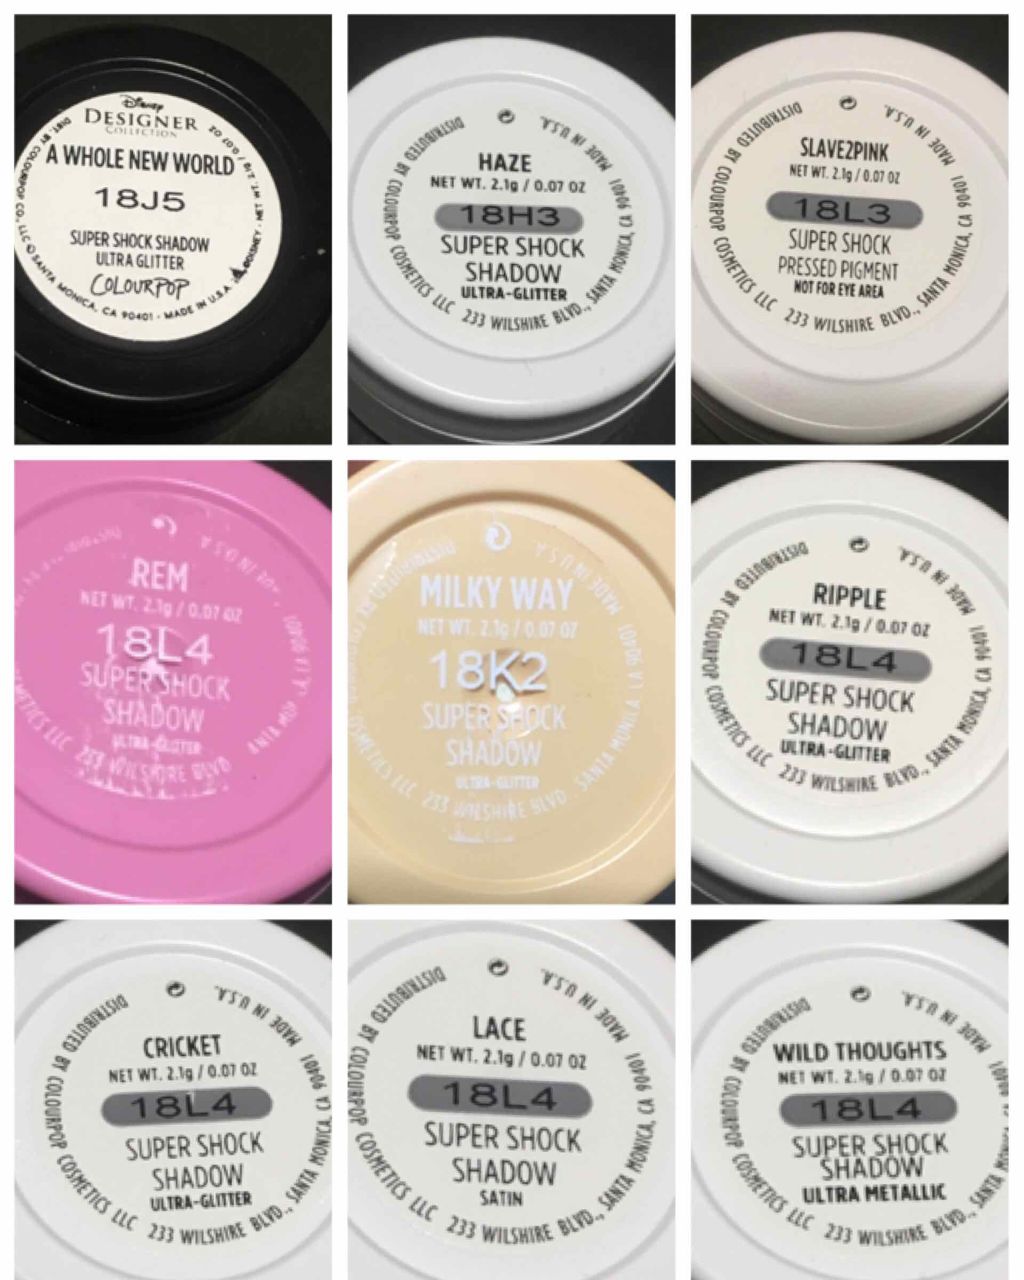 Disney
DESIGNER
COLLECTION
A WHOLE NEW WORLD
18J5
SUPER SHOCK SHADOW
ULTRA GLITTER
COLOURPOP
DIST. BY COLOURPOP CO., LLC © SANTA MONICA, CA 90401 - MADE IN U.S.A. ©DISNEY - NET WT. 2.1g / 0.07 OZ
HAZE
NET WT. 2.1g / 0.07 OZ
18H3
SUPER SHOCK
SHADOW
ULTRA-GLITTER
DISTRIBUTED BY COLOURPOP COSMETICS LLC 233 WILSHIRE BLVD., SANTA MONICA, CA 90401 MADE IN U.S.A.
SLAVE2PINK
NET WT. 2.1g / 0.07 OZ
18L3
SUPER SHOCK
PRESSED PIGMENT
NOT FOR EYE AREA
DISTRIBUTED BY COLOURPOP COSMETICS LLC 233 WILSHIRE BLVD., SANTA MONICA, CA 90401 MADE IN U.S.A.
REM
NET WT. 2.1g / 0.07 OZ
18L4
SUPER SHOCK
SHADOW
ULTRA-GLITTER
LLC 233 WILSHIRE BLVD
MILKY WAY
NET WT. 2.1g / 0.07 OZ
18K2
SUPER SHOCK
SHADOW
ULTRA-GLITTER
DISTRIBUTED BY COSMETICS LLC 233 WILSHIRE BLVD SANTA MONICA 90401 MADE IN U.S.A
RIPPLE
NET WT. 2.1g / 0.07 OZ
18L4
SUPER SHOCK
SHADOW
ULTRA-GLITTER
DISTRIBUTED BY COLOURPOP COSMETICS LLC 233 WILSHIRE BLVD., SANTA MONICA, CA 90401 MADE IN U.S.A.
CRICKET
NET WT. 2.1g / 0.07 OZ
18L4
SUPER SHOCK
SHADOW
ULTRA-GLITTER
DISTRIBUTED BY COLOURPOP COSMETICS LLC 233 WILSHIRE BLVD., SANTA MONICA, CA 90401 MADE IN U.S.A.
LACE
NET WT. 2.1g / 0.07 OZ
18L4
SUPER SHOCK
SHADOW
SATIN
DISTRIBUTED BY COLOURPOP COSMETICS LLC 233 WILSHIRE BLVD., SANTA MONICA, CA 90401 MADE IN U.S.A.
WILD THOUGHTS
NET WT. 2.1g / 0.07 OZ
18L4
SUPER SHOCK
SHADOW
ULTRA METALLIC
DISTRIBUTED BY COLOURPOP COSMETICS LLC 233 WILSHIRE BLVD., SANTA MONICA, CA 90401 MADE IN U.S.A.